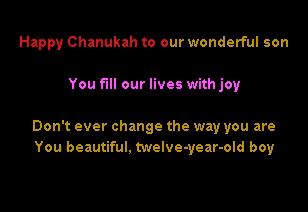 Happy Chanukah to our wonderful son
You fill our lives with joy
Don't ever change the way you are
You beautiful, twelve-year-old boy